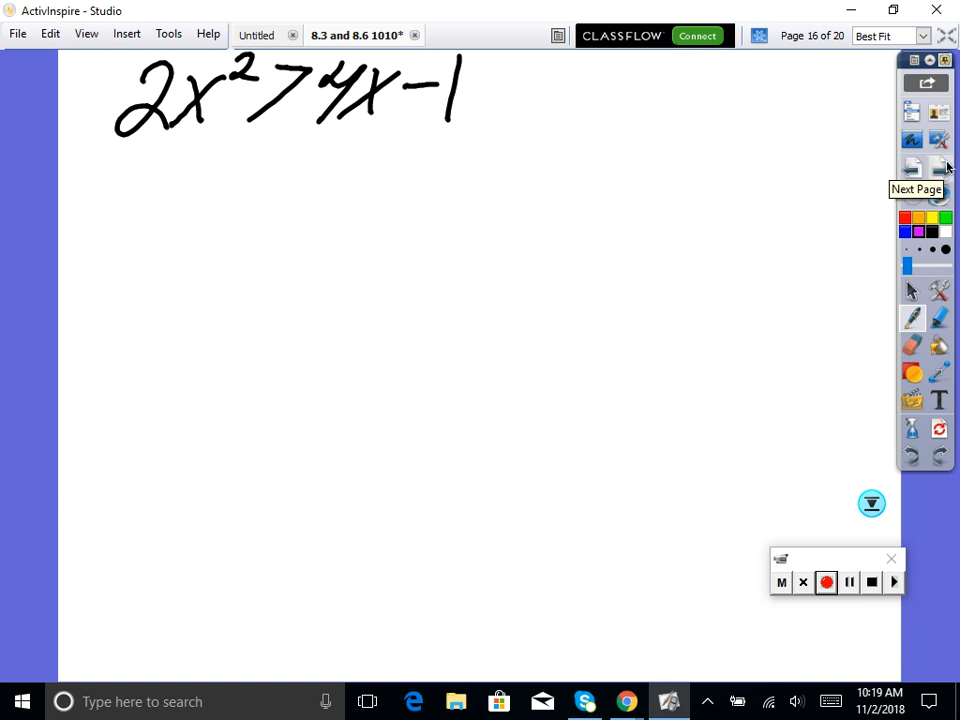 ActivInspire - Studio
File Edit View Insert Tools Help Untitled 8.3 and 8.6 1010* CLASSFLOW Connect Page 16 of 20 Best Fit
2x² > 4x - 1
Next Page
T
M
Type here to search
10:19 AM
11/2/2018